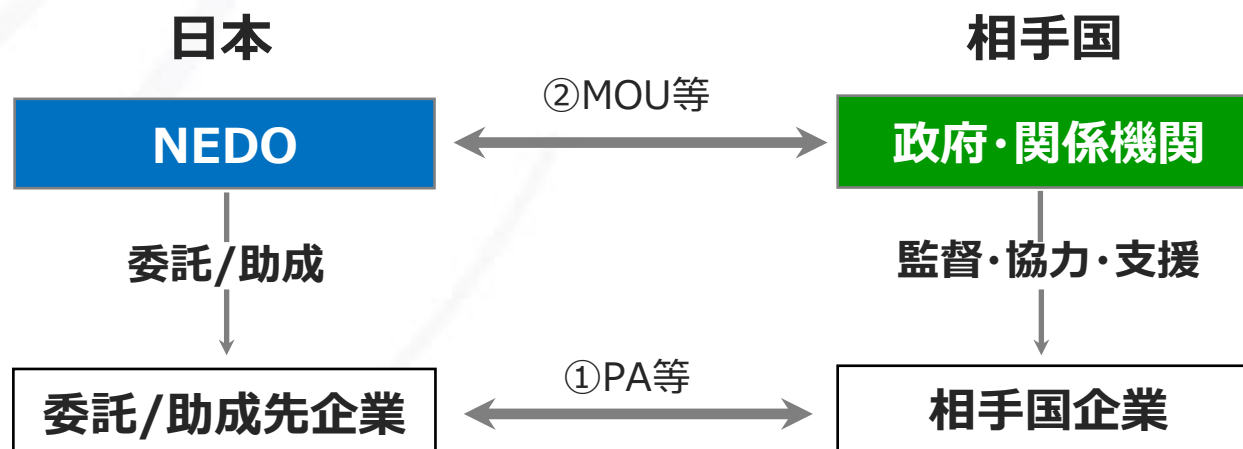 日本
相手国
②MOU等
NEDO
政府・関係機関
委託/助成
監督・協力・支援
①PA等
委託/助成先企業
相手国企業